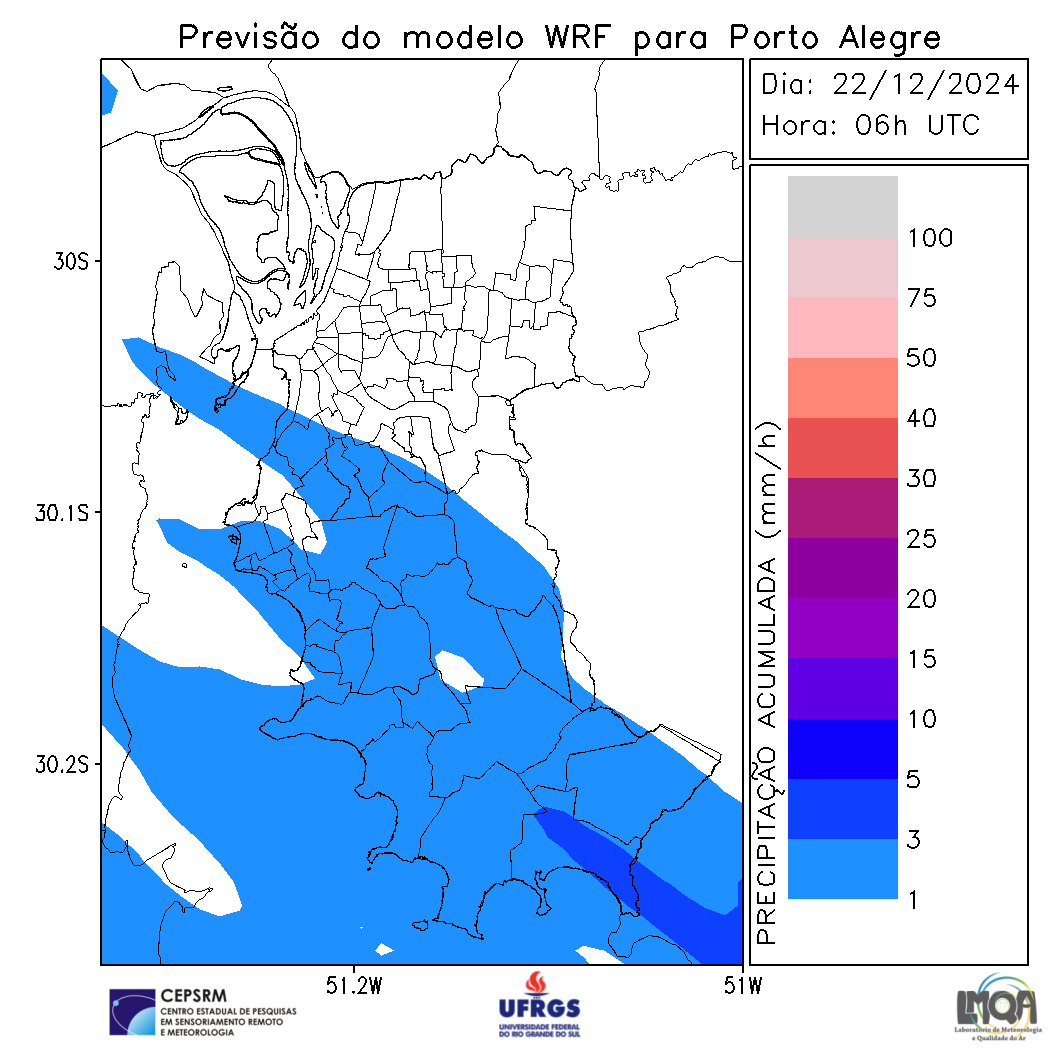 Previsão do modelo WRF para Porto Alegre
Dia: 22/12/2024
Hora: 06h UTC
30S
30.1S
30.2S
51.2W
51W
PRECIPITAÇÃO ACUMULADA (mm/h)
100
75
50
40
30
25
20
15
10
5
3
1
CEPSRM
CENTRO ESTADUAL DE PESQUISAS
EM SENSORIAMENTO REMOTO
E METEOROLOGIA
UFRGS
UNIVERSIDADE FEDERAL
DO RIO GRANDE DO SUL
LMQA
Laboratório de Meteorologia
e Qualidade do Ar